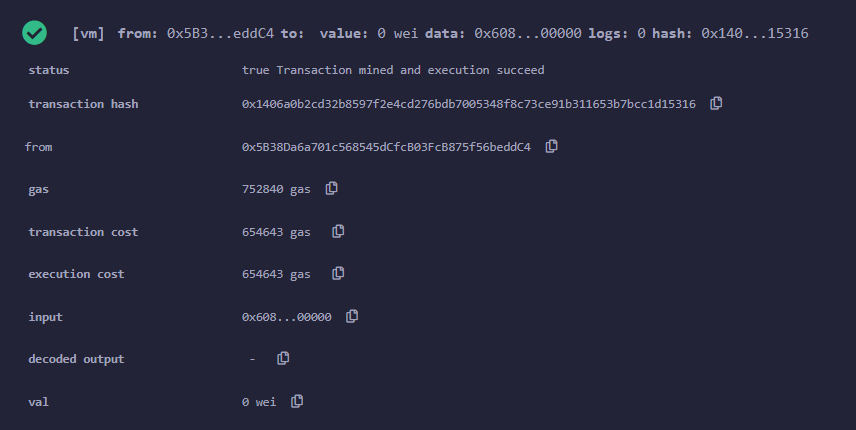 [vm] from: 0x5B3...eddC4 to: value: 0 wei data: 0x608...00000 logs: 0 hash: 0x140...15316
status true Transaction mined and execution succeed
transaction hash 0x1406a0b2cd32b8597f2e4cd276bdb7005348f8c73ce91b311653b7bcc1d15316
from 0x5B38Da6a701c568545dCfcB03FcB875f56beddC4
gas 752840 gas
transaction cost 654643 gas
execution cost 654643 gas
input 0x608...00000
decoded output -
val 0 wei